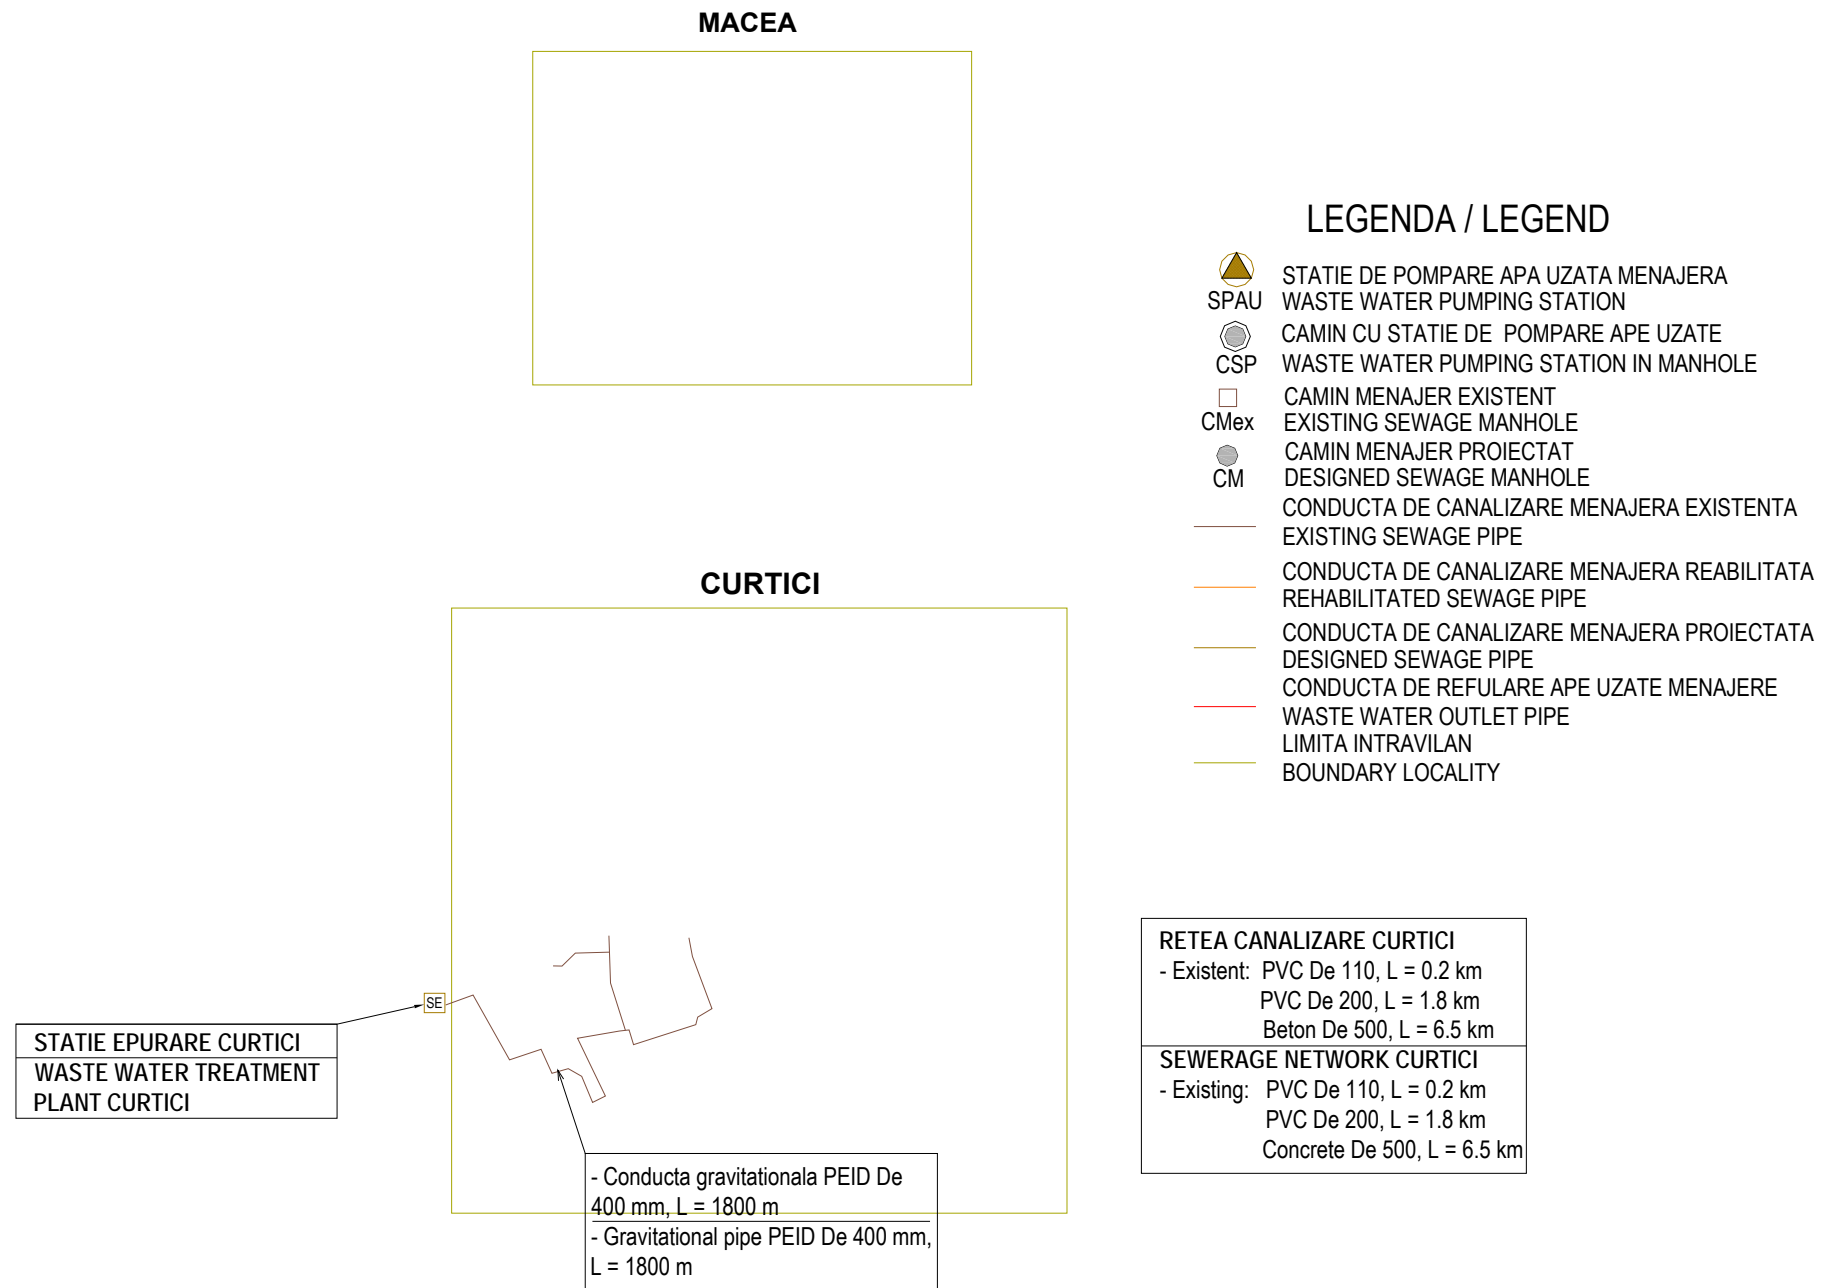 MACEA
LEGENDA / LEGEND
STATIE DE POMPARE APA UZATA MENAJERA
SPAU WASTE WATER PUMPING STATION
CAMIN CU STATIE DE POMPARE APE UZATE
CSP WASTE WATER PUMPING STATION IN MANHOLE
CAMIN MENAJER EXISTENT
CMex EXISTING SEWAGE MANHOLE
CAMIN MENAJER PROIECTAT
CM DESIGNED SEWAGE MANHOLE
CONDUCTA DE CANALIZARE MENAJERA EXISTENTA
EXISTING SEWAGE PIPE
CONDUCTA DE CANALIZARE MENAJERA REABILITATA
REHABILITATED SEWAGE PIPE
CONDUCTA DE CANALIZARE MENAJERA PROIECTATA
DESIGNED SEWAGE PIPE
CONDUCTA DE REFULARE APE UZATE MENAJERE
WASTE WATER OUTLET PIPE
LIMITA INTRAVILAN
BOUNDARY LOCALITY
CURTICI
SE
STATIE EPURARE CURTICI
WASTE WATER TREATMENT
PLANT CURTICI
- Conducta gravitationala PEID De
400 mm, L = 1800 m
- Gravitational pipe PEID De 400 mm,
L = 1800 m
RETEA CANALIZARE CURTICI
- Existent: PVC De 110, L = 0.2 km
PVC De 200, L = 1.8 km
Beton De 500, L = 6.5 km
SEWERAGE NETWORK CURTICI
- Existing: PVC De 110, L = 0.2 km
PVC De 200, L = 1.8 km
Concrete De 500, L = 6.5 km